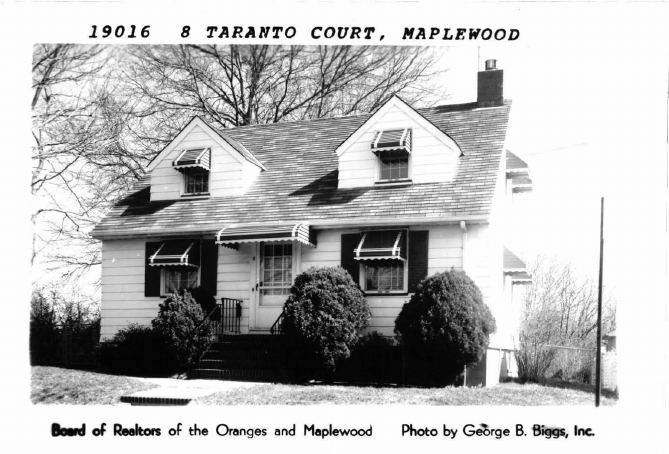 19016 8 TARANTO COURT, MAPLEWOOD
Board of Realtors of the Oranges and Maplewood Photo by George B. Biggs, Inc.